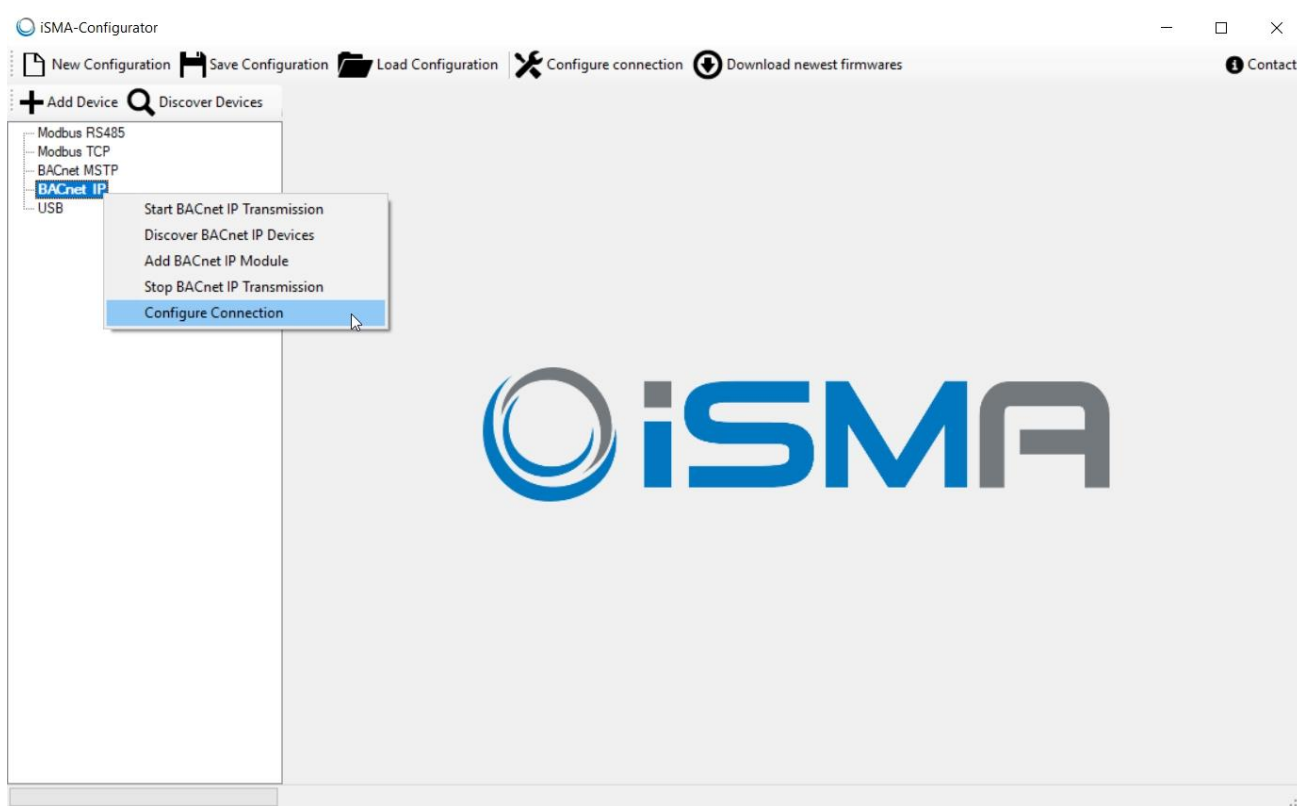 iSMA-Configurator
New Configuration Save Configuration Load Configuration Configure connection Download newest firmwares Contact
Add Device Discover Devices
Modbus RS485
Modbus TCP
BACnet MSTP
BACnet IP
USB
Start BACnet IP Transmission
Discover BACnet IP Devices
Add BACnet IP Module
Stop BACnet IP Transmission
Configure Connection
iSMA